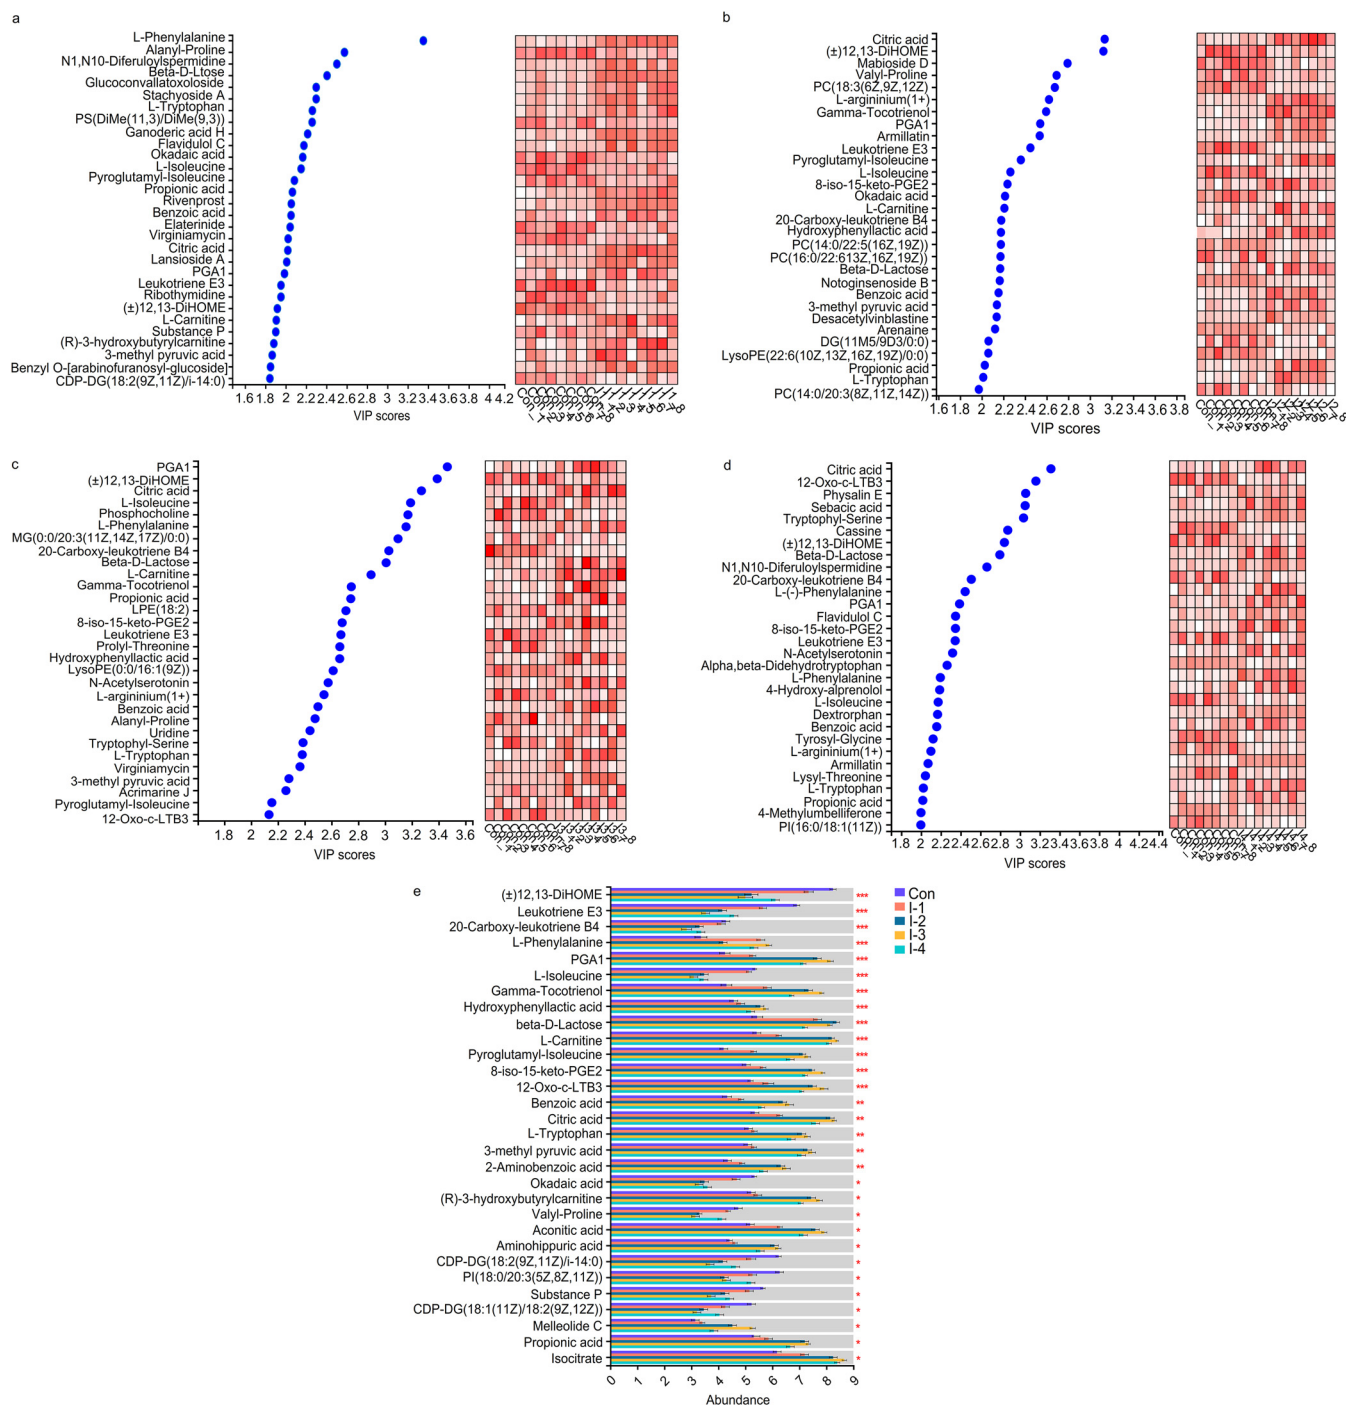 a
L-Phenylalanine
Alanyl-Proline
N1,N10-Diferuloylspermidine
Beta-D-Ltose
Glucoconvallatoxoloside
Stachyoside A
L-Tryptophan
PS(DiMe(11,3)/DiMe(9,3))
Ganoderic acid H
Flavidulol C
Okadaic acid
L-Isoleucine
Pyroglutamyl-Isoleucine
Propionic acid
Rivenprost
Benzoic acid
Elaterinide
Virginiamycin
Citric acid
Lansioside A
PGA1
Leukotriene E3
Ribothymidine
(±)12,13-DiHOME
L-Carnitine
Substance P
(R)-3-hydroxybutyrylcarnitine
3-methyl pyruvic acid
Benzyl O-[arabinofuranosyl-glucoside]
CDP-DG(18:2(9Z,11Z)/i-14:0)
1.6 1.8 2 2.2 2.4 2.6 2.8 3 3.2 3.4 3.6 3.8 4 4.2
VIP scores
b
Citric acid
(±)12,13-DiHOME
Mabioside D
Valyl-Proline
PC(18:3(6Z,9Z,12Z)
L-argininium(1+)
Gamma-Tocotrienol
PGA1
Armillatin
Leukotriene E3
Pyroglutamyl-Isoleucine
L-Isoleucine
8-iso-15-keto-PGE2
Okadaic acid
L-Carnitine
20-Carboxy-leukotriene B4
Hydroxyphenyllactic acid
PC(14:0/22:5(16Z,19Z))
PC(16:0/22:613Z,16Z,19Z))
Beta-D-Lactose
Notoginsenoside B
Benzoic acid
3-methyl pyruvic acid
Desacetylvinblastine
Arenaine
DG(11M5/9D3/0:0)
LysoPE(22:6(10Z,13Z,16Z,19Z)/0:0)
Propionic acid
L-Tryptophan
PC(14:0/20:3(8Z,11Z,14Z))
1.6 1.8 2 2.2 2.4 2.6 2.8 3 3.2 3.4 3.6 3.8
VIP scores
c
PGA1
(±)12,13-DiHOME
Citric acid
L-Isoleucine
Phosphocholine
L-Phenylalanine
MG(0:0/20:3(11Z,14Z,17Z)/0:0)
20-Carboxy-leukotriene B4
Beta-D-Lactose
L-Carnitine
Gamma-Tocotrienol
Propionic acid
LPE(18:2)
8-iso-15-keto-PGE2
Leukotriene E3
Prolyl-Threonine
Hydroxyphenyllactic acid
LysoPE(0:0/16:1(9Z))
N-Acetylserotonin
L-argininium(1+)
Benzoic acid
Alanyl-Proline
Uridine
Tryptophyl-Serine
L-Tryptophan
Virginiamycin
3-methyl pyruvic acid
Acrimarine J
Pyroglutamyl-Isoleucine
12-Oxo-c-LTB3
1.8 2 2.2 2.4 2.6 2.8 3 3.2 3.4 3.6
VIP scores
d
Citric acid
12-Oxo-c-LTB3
Physalin E
Sebacic acid
Tryptophyl-Serine
Cassine
(±)12,13-DiHOME
Beta-D-Lactose
N1,N10-Diferuloylspermidine
20-Carboxy-leukotriene B4
L-(-)-Phenylalanine
PGA1
Flavidulol C
8-iso-15-keto-PGE2
Leukotriene E3
N-Acetylserotonin
Alpha,beta-Didehydrotryptophan
L-Phenylalanine
4-Hydroxy-alprenolol
L-Isoleucine
Dextrorphan
Benzoic acid
Tyrosyl-Glycine
L-argininium(1+)
Armillatin
Lysyl-Threonine
L-Tryptophan
Propionic acid
4-Methylumbelliferone
PI(16:0/18:1(11Z))
1.8 2 2.2 2.4 2.6 2.8 3 3.2 3.4 3.6 3.8 4 4.2 4.4
VIP scores
e
(±)12,13-DiHOME ***
Leukotriene E3 ***
20-Carboxy-leukotriene B4 ***
L-Phenylalanine ***
PGA1 ***
L-Isoleucine ***
Gamma-Tocotrienol ***
Hydroxyphenyllactic acid ***
beta-D-Lactose ***
L-Carnitine ***
Pyroglutamyl-Isoleucine ***
8-iso-15-keto-PGE2 ***
12-Oxo-c-LTB3 ***
Benzoic acid **
Citric acid **
L-Tryptophan **
3-methyl pyruvic acid **
2-Aminobenzoic acid **
Okadaic acid *
(R)-3-hydroxybutyrylcarnitine *
Valyl-Proline *
Aconitic acid *
Aminohippuric acid *
CDP-DG(18:2(9Z,11Z)/i-14:0) *
PI(18:0/20:3(5Z,8Z,11Z)) *
Substance P *
CDP-DG(18:1(11Z)/18:2(9Z,12Z)) *
Melleolide C *
Propionic acid *
Isocitrate *
0 1 2 3 4 5 6 7 8 9
Abundance
Con
I-1
I-2
I-3
I-4